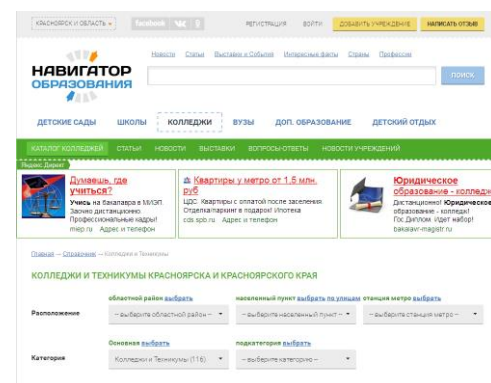 КРАСНОЯРСК И ОБЛАСТЬ facebook РЕГИСТРАЦИЯ ВОЙТИ ДОБАВИТЬ УЧРЕЖДЕНИЕ НАПИСАТЬ ОТЗЫВ
Новости Статьи Выставки и События Интересные факты Страны Профессии
НАВИГАТОР
ОБРАЗОВАНИЯ
ПОИСК
ДЕТСКИЕ САДЫ ШКОЛЫ КОЛЛЕДЖИ ВУЗЫ ДОП. ОБРАЗОВАНИЕ ДЕТСКИЙ ОТДЫХ
КАТАЛОГ КОЛЛЕДЖЕЙ СТАТЬИ НОВОСТИ ВЫСТАВКИ ВОПРОСЫ-ОТВЕТЫ НОВОСТИ УЧРЕЖДЕНИЙ
Яндекс.Директ
Думаешь, где
учиться?
Учись на бакалавра в МИЭП.
Заочно дистанционно
Профессиональные кадры!
miep.ru Адрес и телефон
Квартиры у метро от 1,5 млн.
руб
ЦДС. Квартиры с оплатой после заселения.
Отделка/паркинг в подарок! Ипотека
cds.spb.ru Адрес и телефон
Юридическое
образование - колледж
Дистанционно! Юридическое
образование - колледж!
Гос.Диплом. Идет набор!
bakalavr-magistr.ru
Главная — Справочник — Колледжи и Техникумы
КОЛЛЕДЖИ И ТЕХНИКУМЫ КРАСНОЯРСКА И КРАСНОЯРСКОГО КРАЯ
областной район выбрать населенный пункт выбрать по улицам станция метро выбрать
Расположение -- выберите областной район -- -- выберите населенный пункт -- -- выберите станция метро --
Основная выбрать подкатегория выбрать
Категория Колледжи и Техникумы (116) -- выберите категорию --